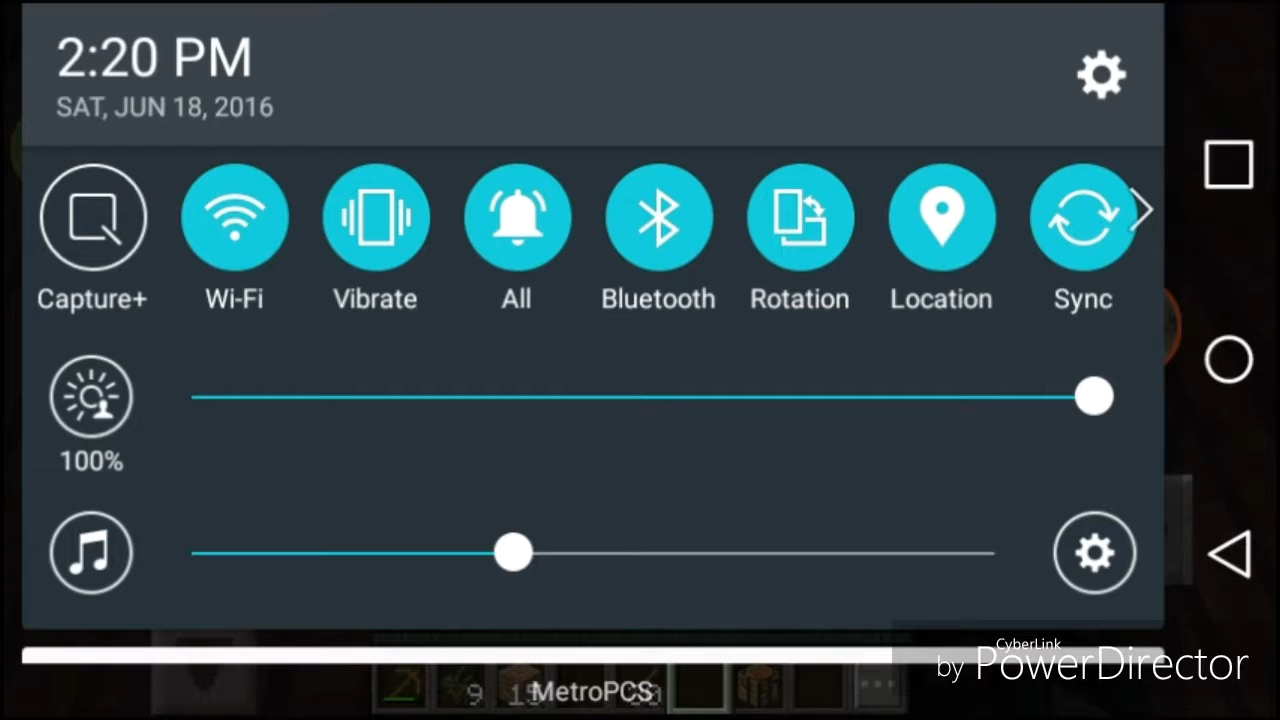 2:20 PM
SAT, JUN 18, 2016
Capture+ Wi-Fi Vibrate All Bluetooth Rotation Location Sync
100%
CyberLink
by PowerDirector
9
MetroPCS